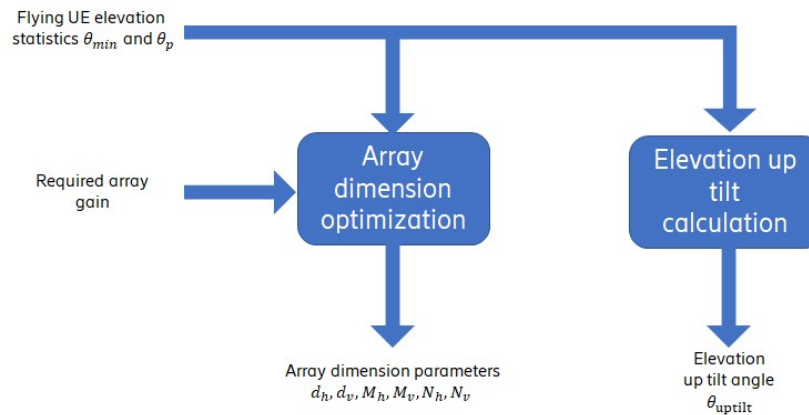 Flying UE elevation
statistics θ_min and θ_p
Array
dimension
optimization
Elevation up
tilt
calculation
Required array
gain
Array dimension parameters
d_h, d_v, M_h, M_v, N_h, N_v
Elevation
up tilt angle
θ_uptilt